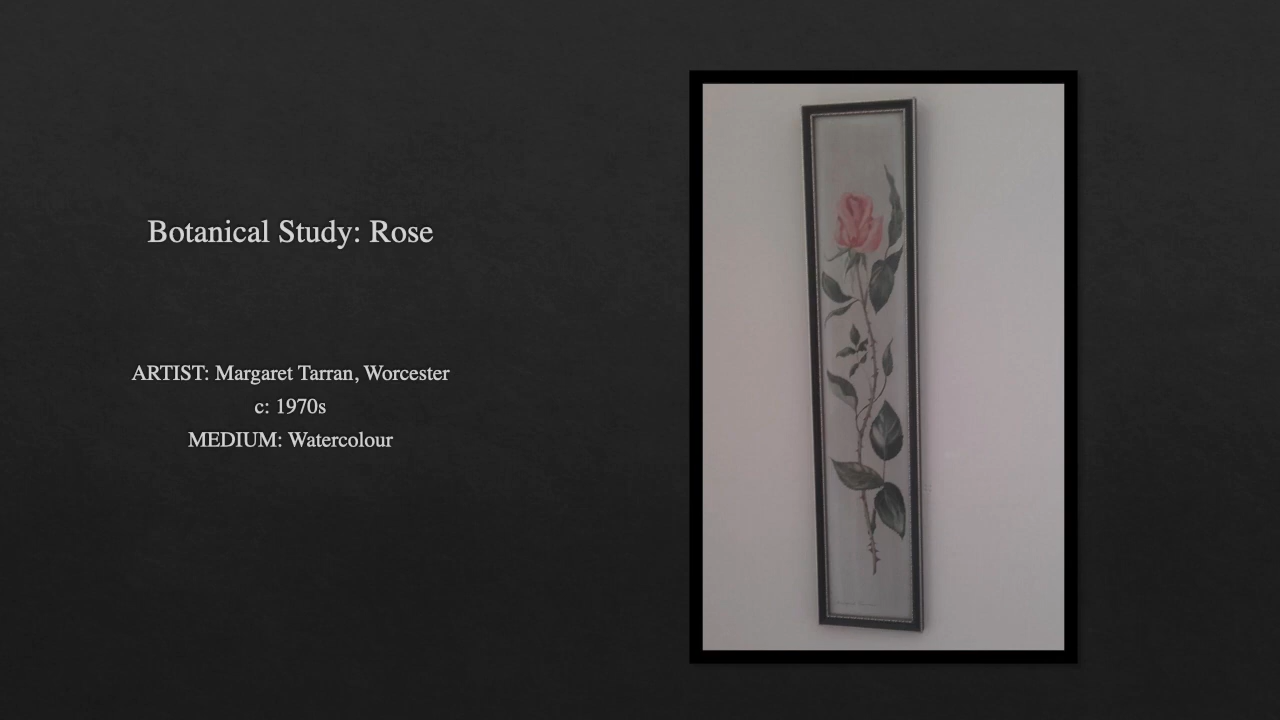 Botanical Study: Rose
ARTIST: Margaret Tarran, Worcester
c: 1970s
MEDIUM: Watercolour